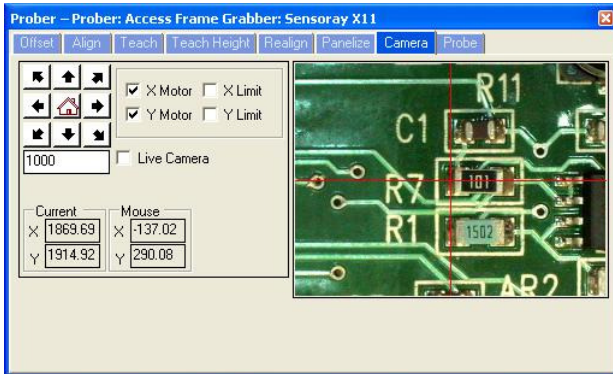 Prober – Prober: Access Frame Grabber: Sensoray X11
Offset Align Teach Teach Height Realign Panelize Camera Probe
X Motor X Limit
Y Motor Y Limit
1000
Live Camera
Current Mouse
X 1869.69 X -137.02
Y 1914.92 Y 290.08
R11
C1
R7 101
R1 1502
AR2